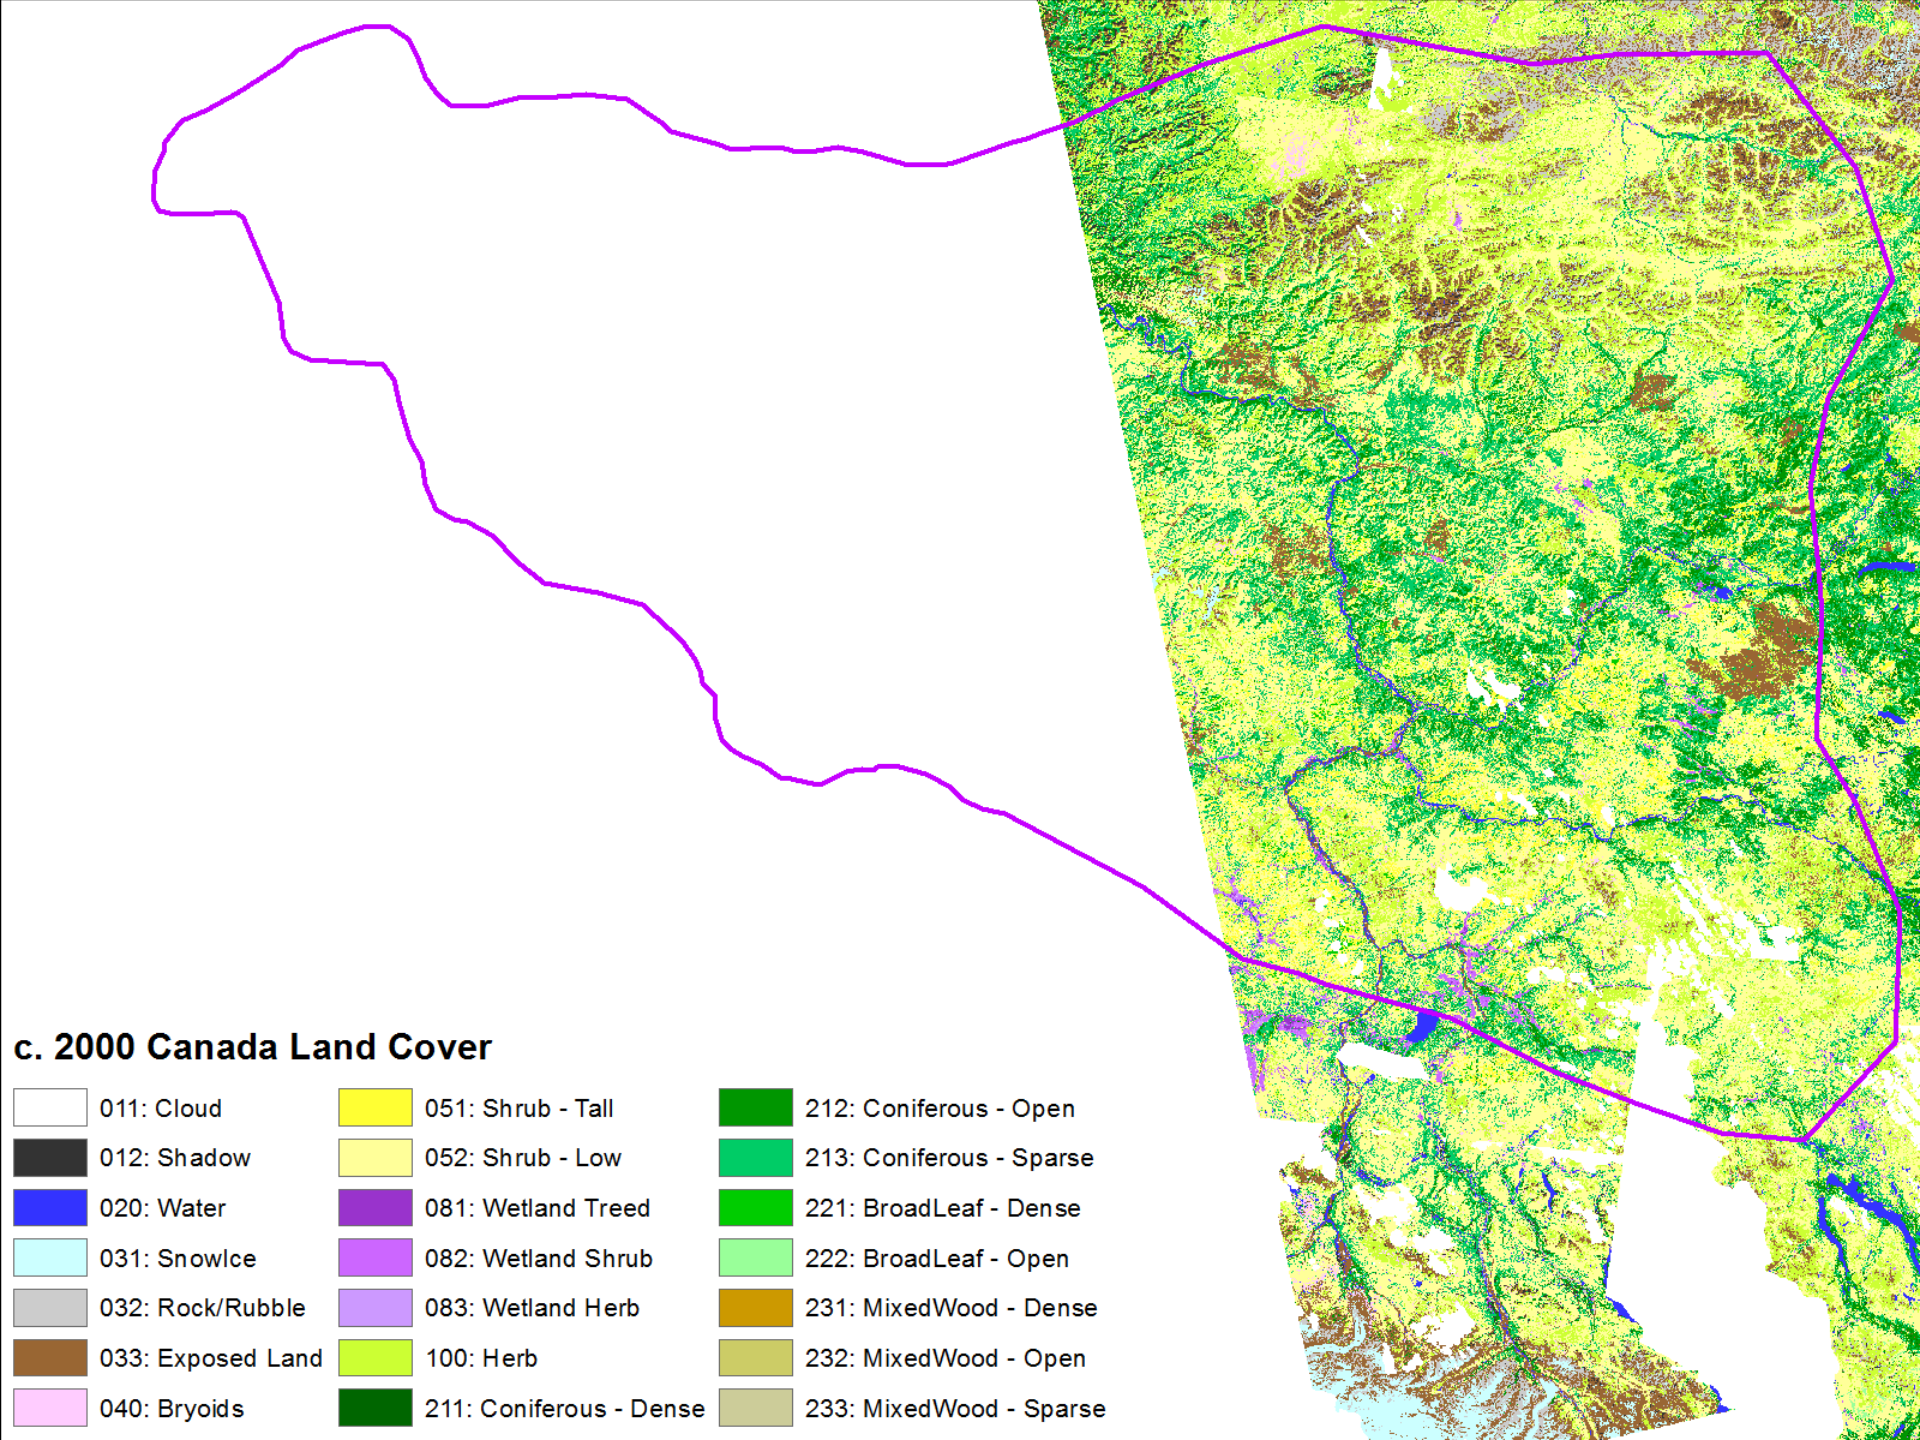 c. 2000 Canada Land Cover
011: Cloud
012: Shadow
020: Water
031: SnowIce
032: Rock/Rubble
033: Exposed Land
040: Bryoids
051: Shrub - Tall
052: Shrub - Low
081: Wetland Treed
082: Wetland Shrub
083: Wetland Herb
100: Herb
211: Coniferous - Dense
212: Coniferous - Open
213: Coniferous - Sparse
221: BroadLeaf - Dense
222: BroadLeaf - Open
231: MixedWood - Dense
232: MixedWood - Open
233: MixedWood - Sparse